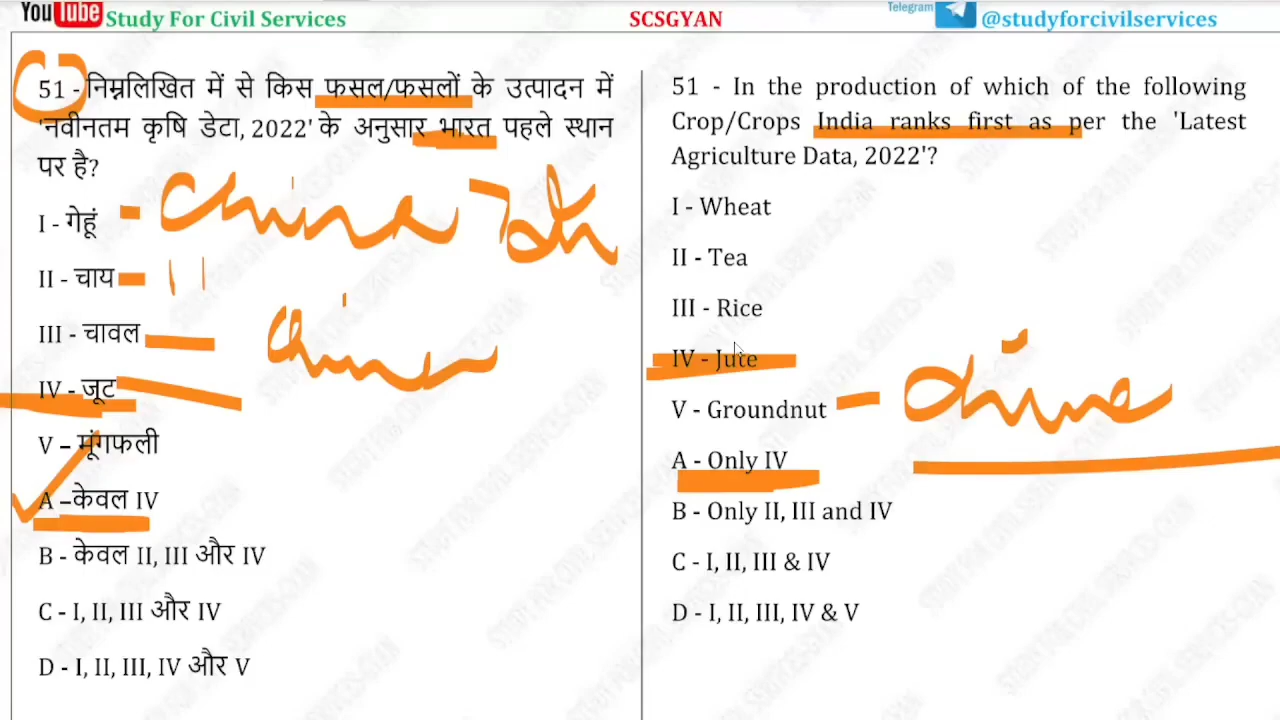 YouTube Study For Civil Services
SCSGYAN
Telegram @studyforcivilservices
51 - निम्नलिखित में से किस फसल/फसलों के उत्पादन में
'नवीनतम कृषि डेटा, 2022' के अनुसार भारत पहले स्थान
पर है?
I - गेहूं
II - चाय
III - चावल
IV - जूट
V – मूंगफली
A –केवल IV
B - केवल II, III और IV
C - I, II, III और IV
D - I, II, III, IV और V
china
china
51 - In the production of which of the following
Crop/Crops India ranks first as per the 'Latest
Agriculture Data, 2022'?
I - Wheat
II - Tea
III - Rice
IV - Jute
V - Groundnut
A - Only IV
B - Only II, III and IV
C - I, II, III & IV
D - I, II, III, IV & V
china